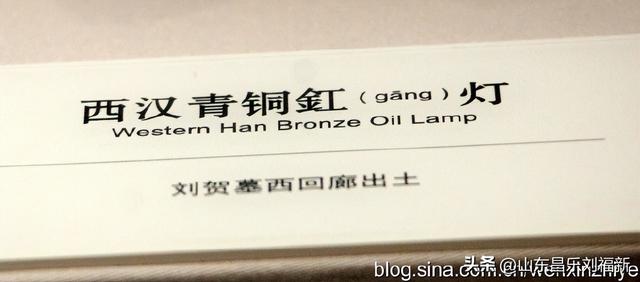 西汉青铜釭（gāng）灯
Western Han Bronze Oil Lamp
刘贺墓西回廊出土
头条 @山东昌乐刘福新
blog.sina.com.cn/wenxinzhiye